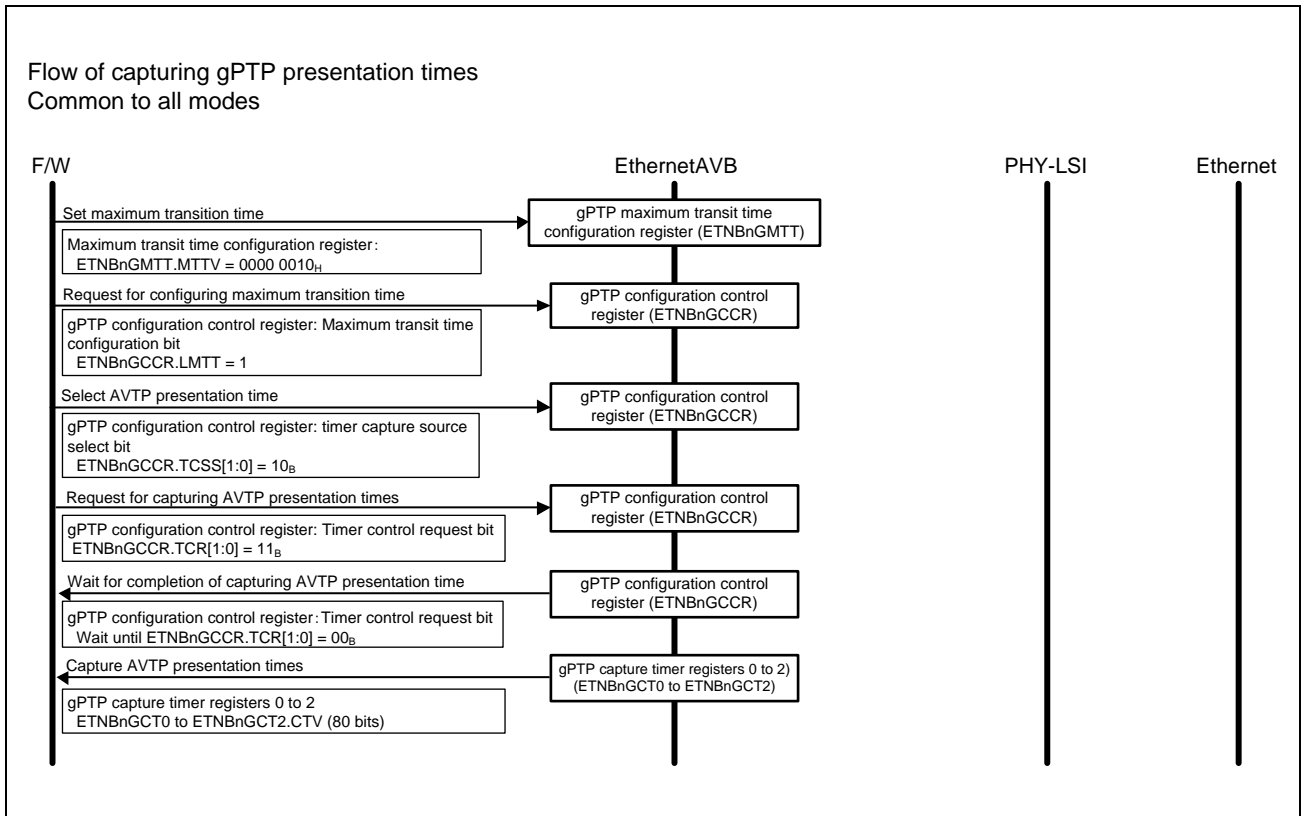 Flow of capturing gPTP presentation times
Common to all modes
F/W
EthernetAVB
PHY-LSI
Ethernet
Set maximum transition time
gPTP maximum transit time
configuration register (ETNBnGMTT)
Maximum transit time configuration register:
ETNBnGMTT.MTTV = 0000 0010H
Request for configuring maximum transition time
gPTP configuration control
register (ETNBnGCCR)
gPTP configuration control register: Maximum transit time
configuration bit
ETNBnGCCR.LMTT = 1
Select AVTP presentation time
gPTP configuration control
register (ETNBnGCCR)
gPTP configuration control register: timer capture source
select bit
ETNBnGCCR.TCSS[1:0] = 10B
Request for capturing AVTP presentation times
gPTP configuration control
register (ETNBnGCCR)
gPTP configuration control register: Timer control request bit
ETNBnGCCR.TCR[1:0] = 11B
Wait for completion of capturing AVTP presentation time
gPTP configuration control
register (ETNBnGCCR)
gPTP configuration control register: Timer control request bit
Wait until ETNBnGCCR.TCR[1:0] = 00B
Capture AVTP presentation times
gPTP capture timer registers 0 to 2)
(ETNBnGCT0 to ETNBnGCT2)
gPTP capture timer registers 0 to 2
ETNBnGCT0 to ETNBnGCT2.CTV (80 bits)